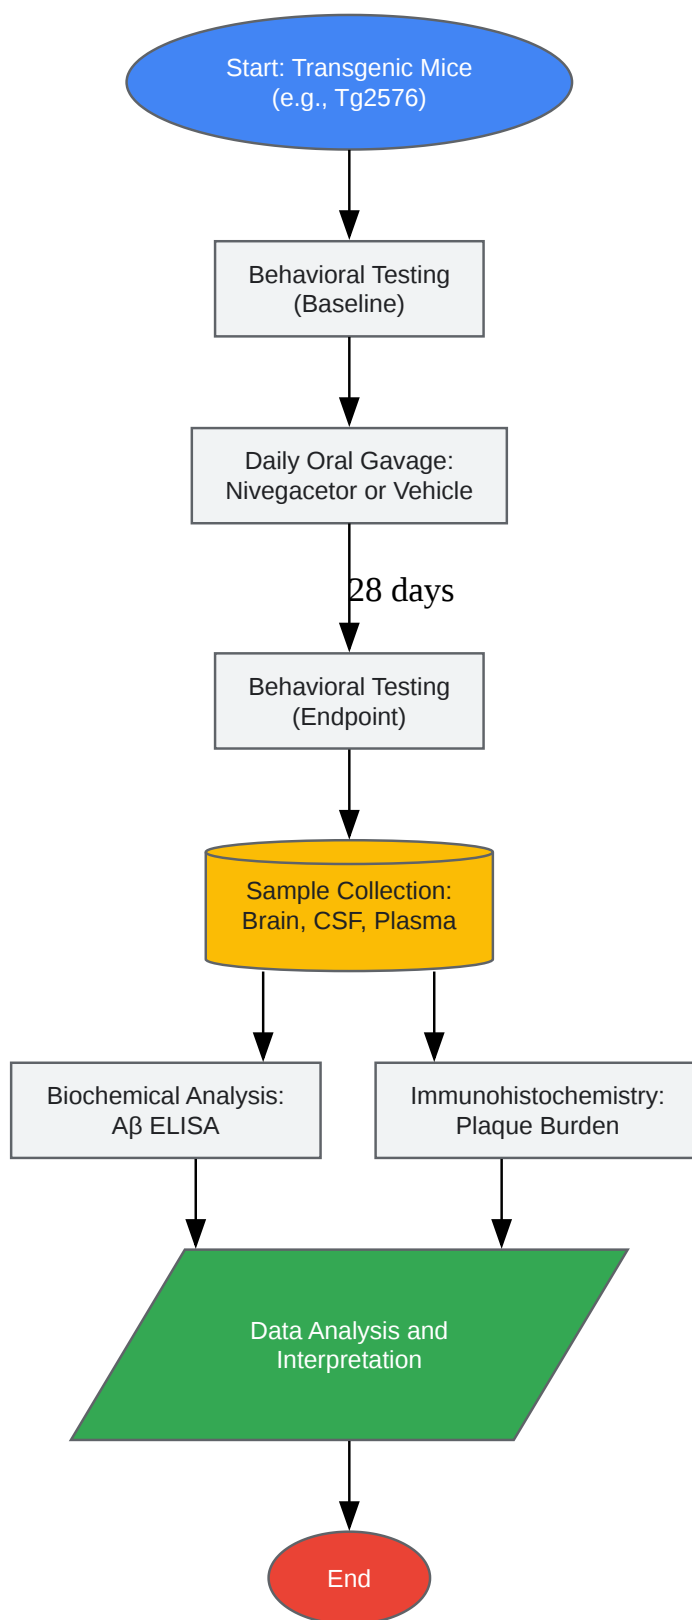 Start: Transgenic Mice
(e.g., Tg2576)
Behavioral Testing
(Baseline)
Daily Oral Gavage:
Nivegacetor or Vehicle
28 days
Behavioral Testing
(Endpoint)
Sample Collection:
Brain, CSF, Plasma
Biochemical Analysis:
Aβ ELISA
Immunohistochemistry:
Plaque Burden
Data Analysis and
Interpretation
End